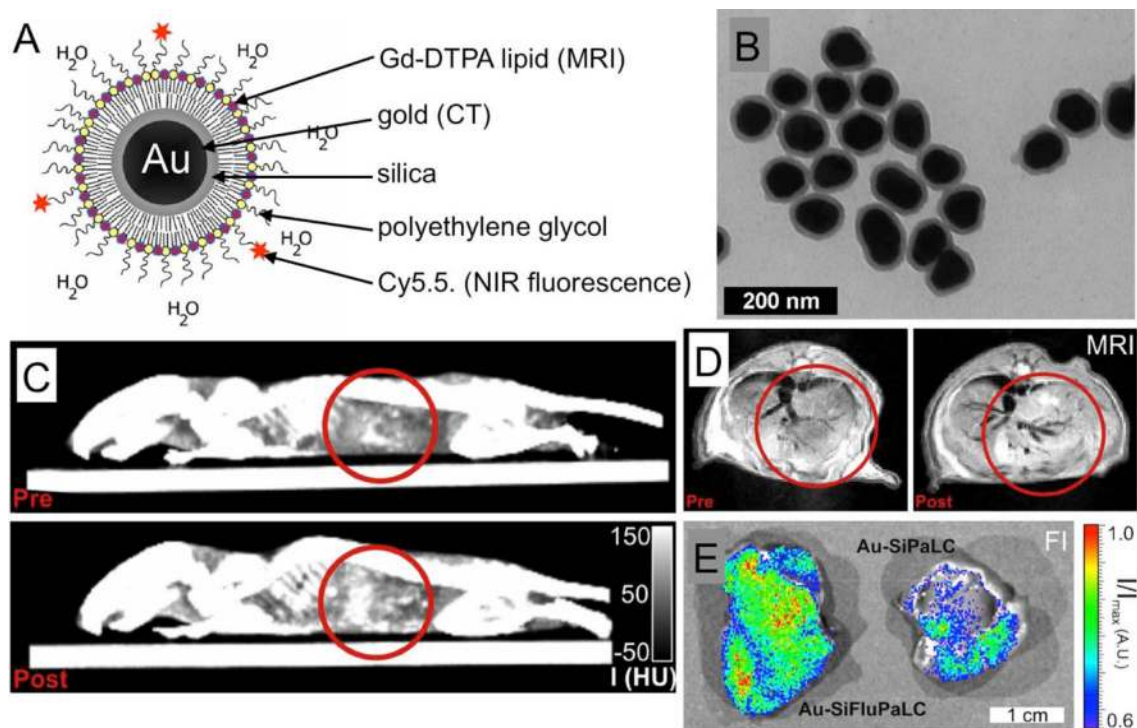 A
H₂O
H₂O
H₂O
H₂O
H₂O
H₂O
Au
Gd-DTPA lipid (MRI)
gold (CT)
silica
polyethylene glycol
Cy5.5. (NIR fluorescence)
B
200 nm
C
Pre
150
50
-50
I (HU)
Post
D
MRI
Pre
Post
E
Au-SiPaLC
FI
Au-SiFluPaLC
1 cm
1.0
I/Imax (A.U.)
0.6